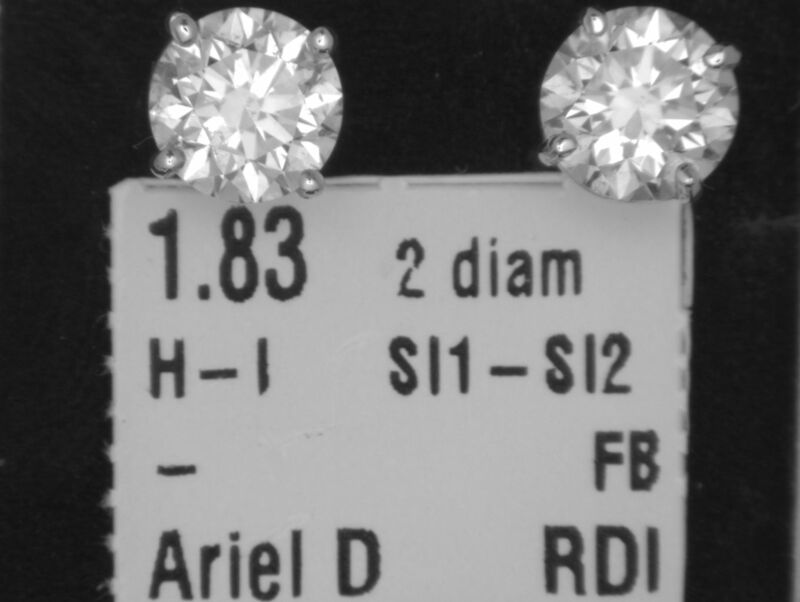 1.83 2 diam
H-I SI1-SI2
- FB
Ariel D RDI